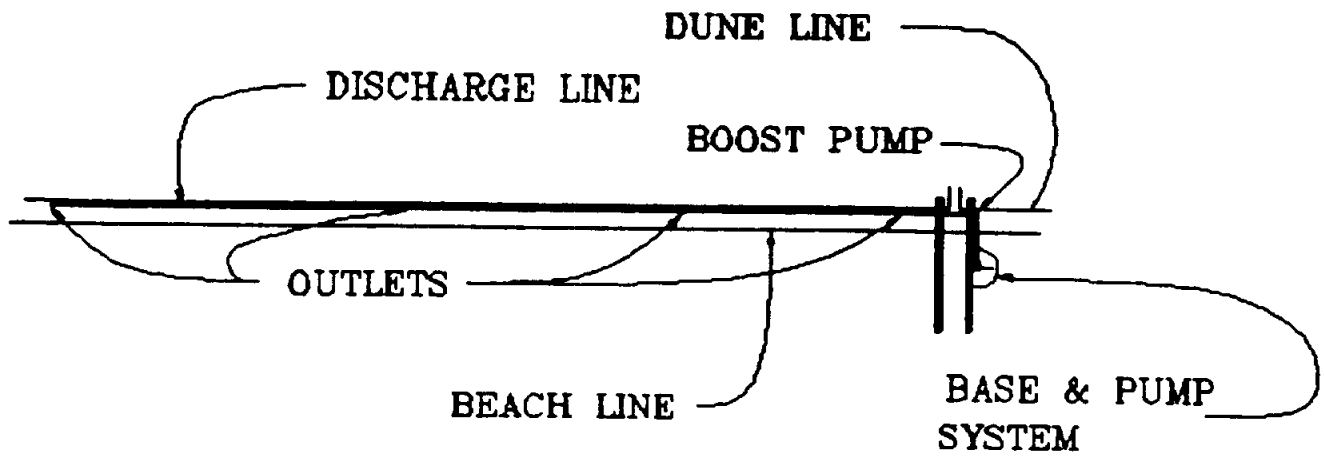 DUNE LINE
DISCHARGE LINE
BOOST PUMP
OUTLETS
BEACH LINE
BASE & PUMP
SYSTEM